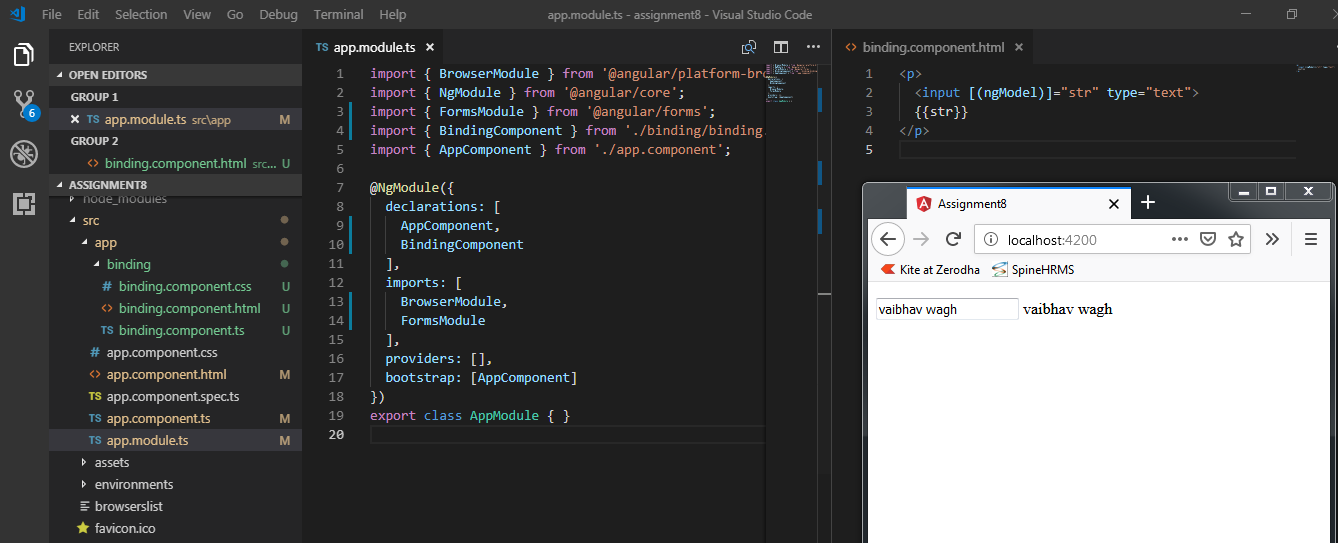 File Edit Selection View Go Debug Terminal Help
app.module.ts - assignment8 - Visual Studio Code
EXPLORER
OPEN EDITORS
GROUP 1
TS app.module.ts src\app M
GROUP 2
<> binding.component.html src... U
ASSIGNMENT8
node_modules
src
app
binding
# binding.component.css U
<> binding.component.html U
TS binding.component.ts U
# app.component.css
<> app.component.html M
TS app.component.spec.ts
TS app.component.ts M
TS app.module.ts M
assets
environments
browserslist
favicon.ico
6
TS app.module.ts
1 import { BrowserModule } from '@angular/platform-bro
2 import { NgModule } from '@angular/core';
3 import { FormsModule } from '@angular/forms';
4 import { BindingComponent } from './binding/binding.
5 import { AppComponent } from './app.component';
6
7 @NgModule({
8 declarations: [
9 AppComponent,
10 BindingComponent
11 ],
12 imports: [
13 BrowserModule,
14 FormsModule
15 ],
16 providers: [],
17 bootstrap: [AppComponent]
18 })
19 export class AppModule { }
20
<> binding.component.html
1 <p>
2 <input [(ngModel)]="str" type="text">
3 {{str}}
4 </p>
5
Assignment8
localhost:4200
Kite at Zerodha SpineHRMS
vaibhav wagh vaibhav wagh